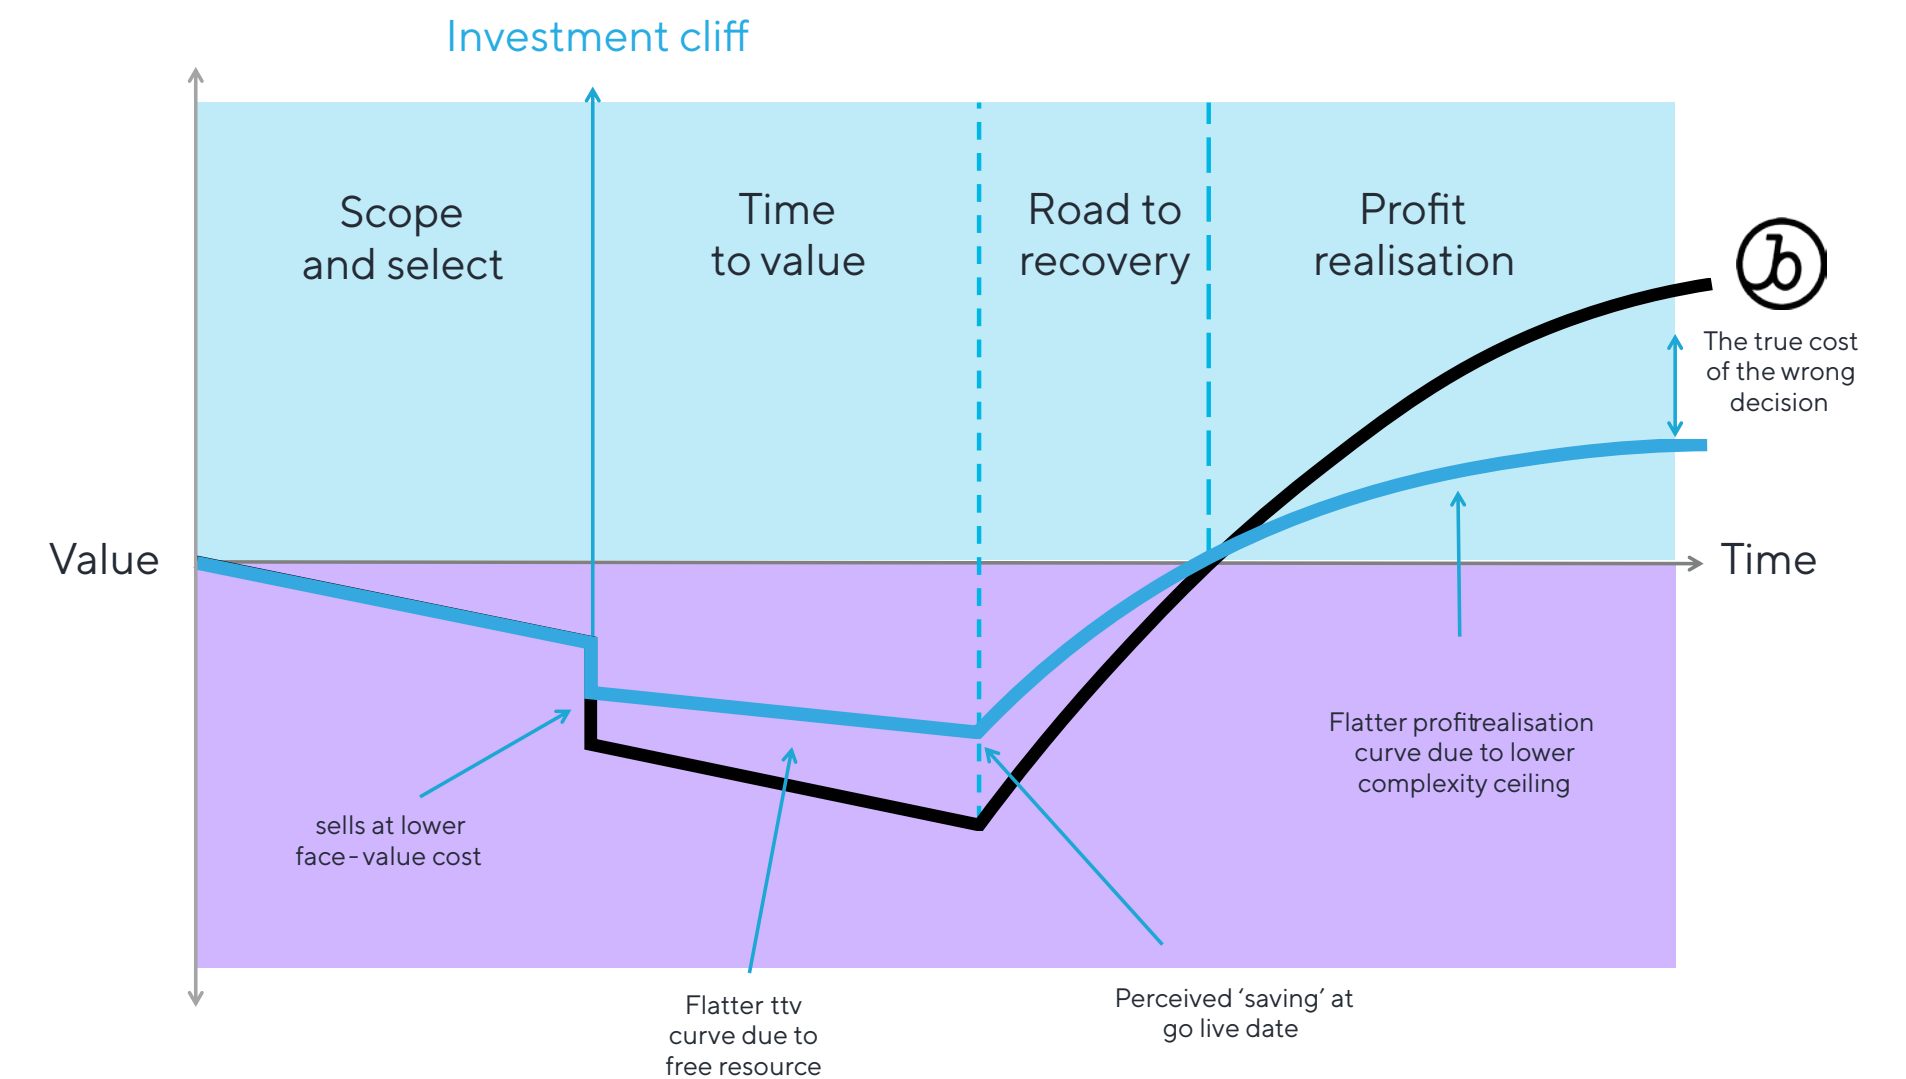 Investment cliff
Scope
and select
Time
to value
Road to
recovery
Profit
realisation
b
The true cost
of the wrong
decision
Value
Time
sells at lower
face-value cost
Flatter profitrealisation
curve due to lower
complexity ceiling
Flatter ttv
curve due to
free resource
Perceived ‘saving’ at
go live date